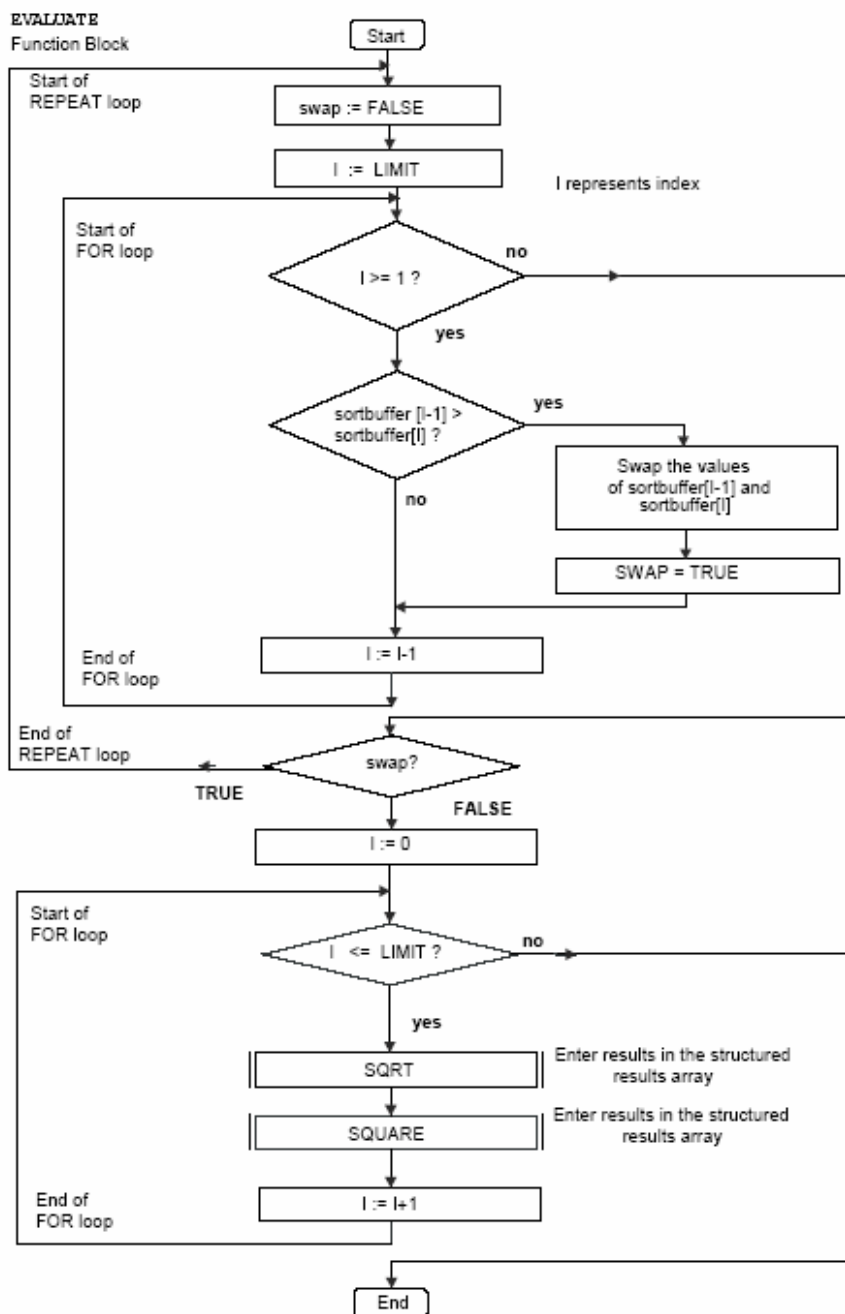 EVALUATE
Function Block
Start
Start of
REPEAT loop
swap := FALSE
I := LIMIT
I represents index
Start of
FOR loop
I >= 1 ?
no
yes
sortbuffer [I-1] >
sortbuffer[I] ?
yes
no
Swap the values
of sortbuffer[I-1] and
sortbuffer[I]
SWAP = TRUE
I := I-1
End of
FOR loop
End of
REPEAT loop
swap?
TRUE
FALSE
I := 0
Start of
FOR loop
I <= LIMIT ?
no
yes
SQRT
Enter results in the structured
results array
SQUARE
Enter results in the structured
results array
I := I+1
End of
FOR loop
End